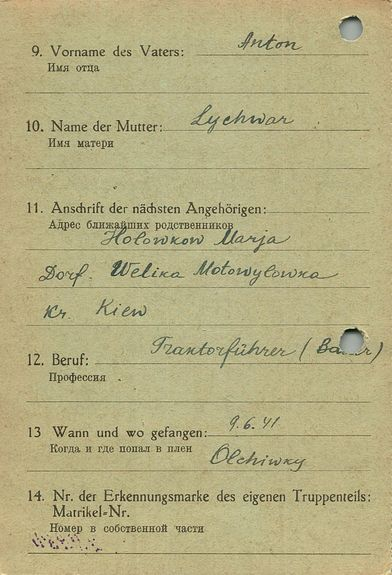 9. Vorname des Vaters: Anton
Имя отца
10. Name der Mutter: Lychwar
Имя матери
11. Anschrift der nächsten Angehörigen:
Адрес ближайших родственников
Holowkow Marja
Dorf. Welika Motowylowka
Kr. Kiew
12. Beruf: Traktorführer (Bauer)
Профессия
13 Wann und wo gefangen: 9.6.41
Когда и где попал в плен
Olchiwky
14. Nr. der Erkennungsmarke des eigenen Truppenteils:
Matrikel-Nr.
Номер в собственной части